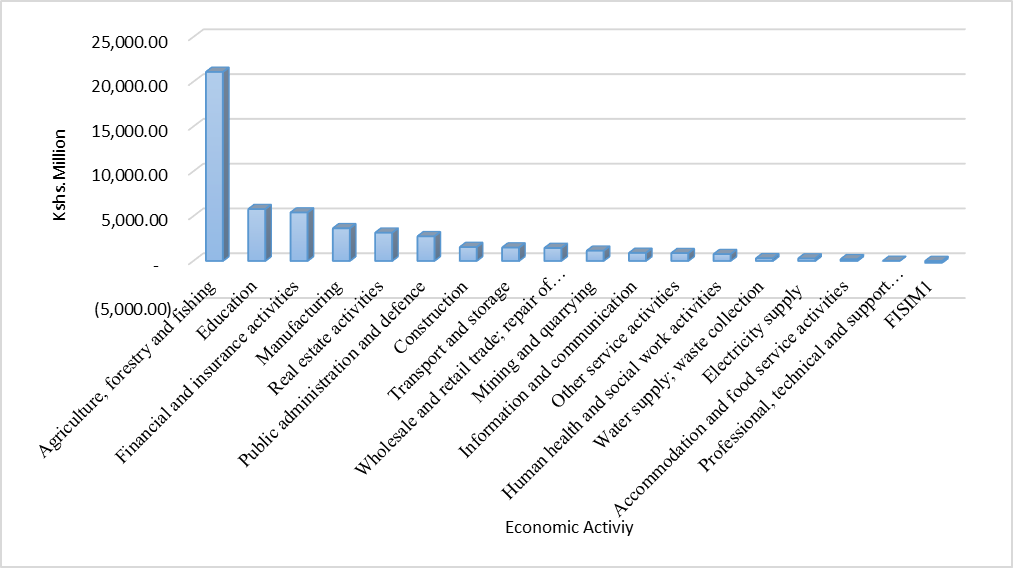 25,000.00
20,000.00
15,000.00
10,000.00
5,000.00
-
(5,000.00)
Kshs.Million
Agriculture, forestry and fishing
Education
Financial and insurance activities
Manufacturing
Real estate activities
Public administration and defence
Construction
Transport and storage
Wholesale and retail trade; repair of…
Mining and quarrying
Information and communication
Other service activities
Human health and social work activities
Water supply; waste collection
Electricity supply
Accommodation and food service activities
Professional, technical and support…
FISIM1
Economic Activiy